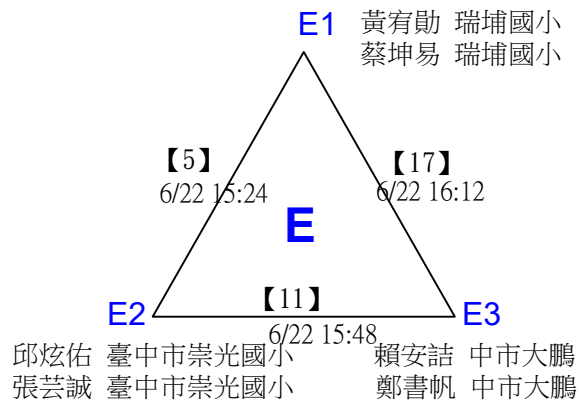 E1 黃宥勛 瑞埔國小
蔡坤易 瑞埔國小
【5】 【17】
6/22 15:24 6/22 16:12
E
E2 【11】 E3
6/22 15:48
邱炫佑 臺中市崇光國小 賴安喆 中市大鵬
張芸誠 臺中市崇光國小 鄭書帆 中市大鵬